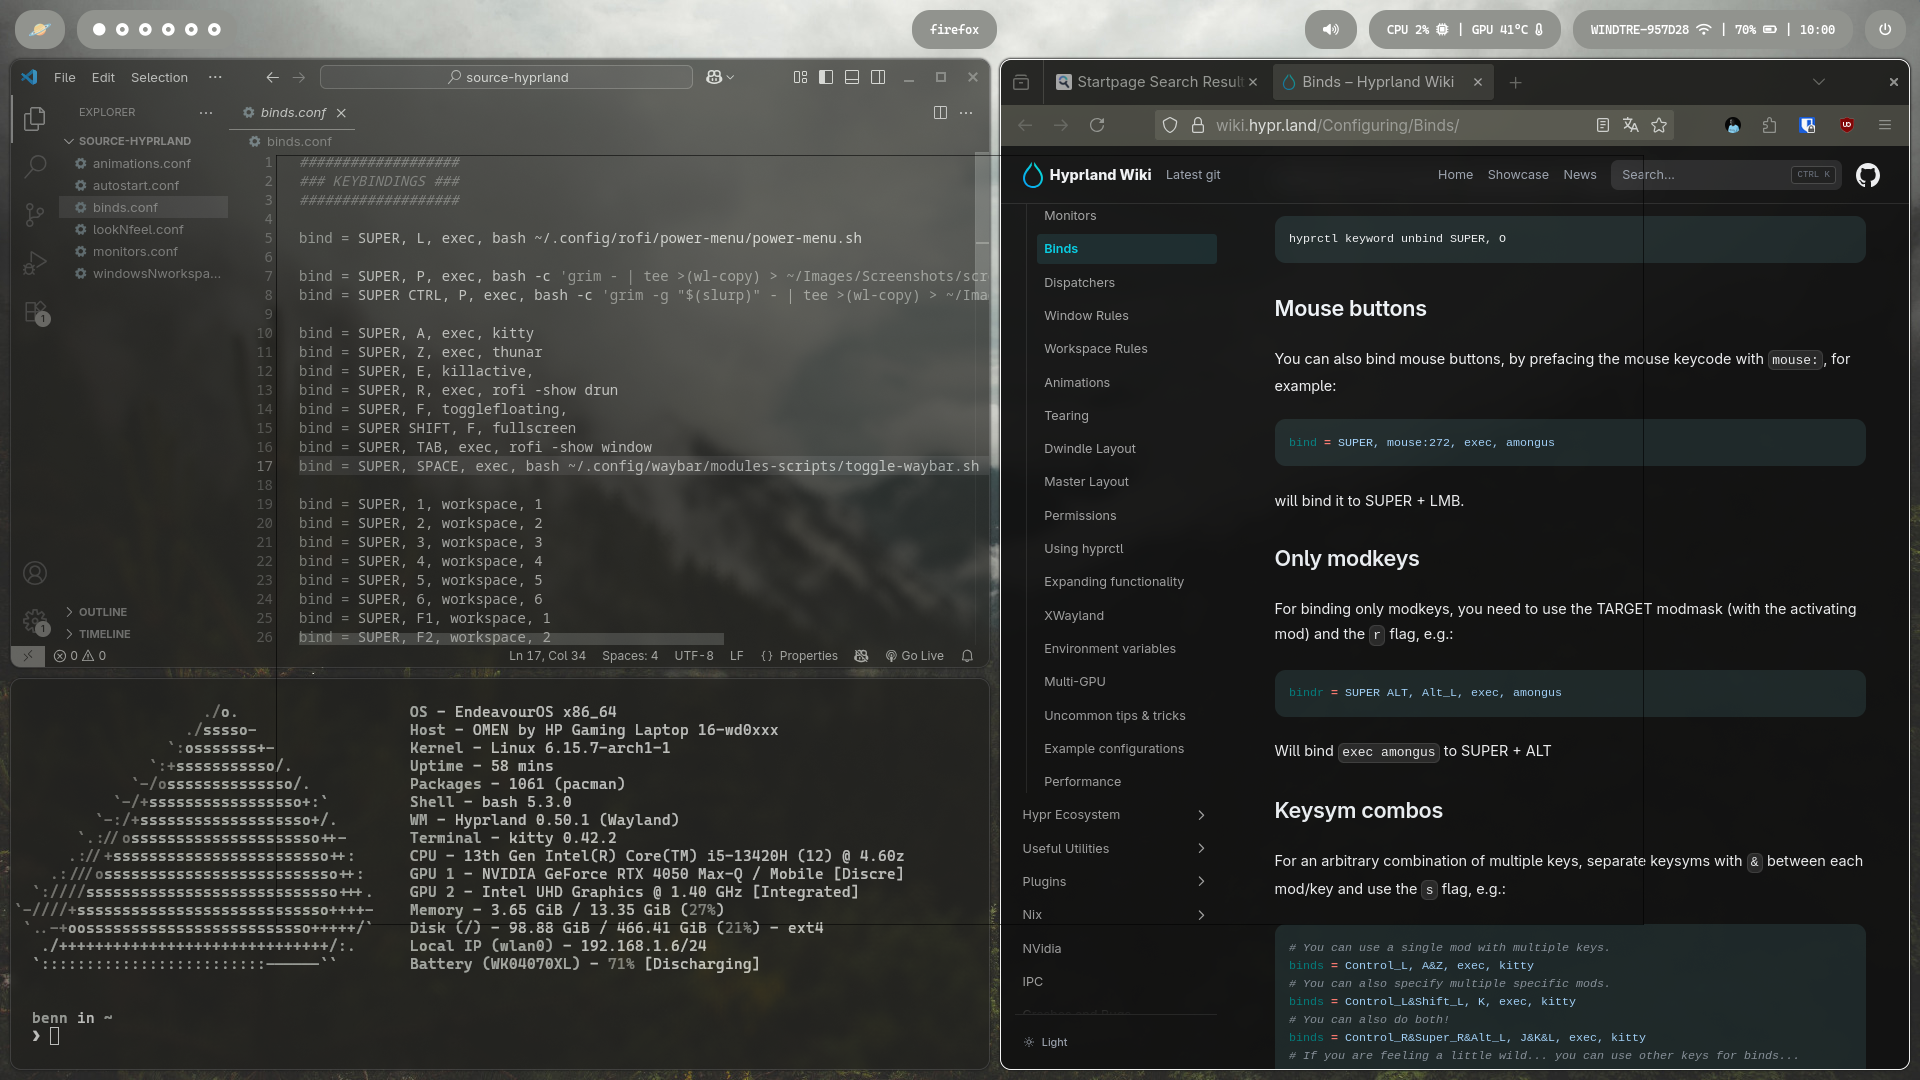 firefox
CPU 2% | GPU 41°C
WINDTRE-957D28 | 70% | 10:00
File Edit Selection ···
source-hyprland
EXPLORER
SOURCE-HYPRLAND
animations.conf
autostart.conf
binds.conf
lookNfeel.conf
monitors.conf
windowsNworkspa...
1
OUTLINE
TIMELINE
1
binds.conf
binds.conf
1 ###################
2 ### KEYBINDINGS ###
3 ###################
4
5 bind = SUPER, L, exec, bash ~/.config/rofi/power-menu/power-menu.sh
6
7 bind = SUPER, P, exec, bash -c 'grim - | tee >(wl-copy) > ~/Images/Screenshots/scr
8 bind = SUPER CTRL, P, exec, bash -c 'grim -g "$(slurp)" - | tee >(wl-copy) > ~/Ima
9
10 bind = SUPER, A, exec, kitty
11 bind = SUPER, Z, exec, thunar
12 bind = SUPER, E, killactive,
13 bind = SUPER, R, exec, rofi -show drun
14 bind = SUPER, F, togglefloating,
15 bind = SUPER SHIFT, F, fullscreen
16 bind = SUPER, TAB, exec, rofi -show window
17 bind = SUPER, SPACE, exec, bash ~/.config/waybar/modules-scripts/toggle-waybar.sh
18
19 bind = SUPER, 1, workspace, 1
20 bind = SUPER, 2, workspace, 2
21 bind = SUPER, 3, workspace, 3
22 bind = SUPER, 4, workspace, 4
23 bind = SUPER, 5, workspace, 5
24 bind = SUPER, 6, workspace, 6
25 bind = SUPER, F1, workspace, 1
26 bind = SUPER, F2, workspace, 2
0 0
Ln 17, Col 34 Spaces: 4 UTF-8 LF {} Properties Go Live
./o.
./sssso-
`:osssssss+-
`:+sssssssssso/.
`-/ossssssssssssso/.
`-/+sssssssssssssssso+:`
`-:/+sssssssssssssssssso+/.
`.://osssssssssssssssssssso++-
.://+ssssssssssssssssssssssso++:
.:///ossssssssssssssssssssssssso++:
`:////ssssssssssssssssssssssssssso+++.
`-////+ssssssssssssssssssssssssssso++++-
`..-+oosssssssssssssssssssssssso+++++/`
./++++++++++++++++++++++++++++++/:.
`:::::::::::::::::::::::::------``
OS - EndeavourOS x86_64
Host - OMEN by HP Gaming Laptop 16-wd0xxx
Kernel - Linux 6.15.7-arch1-1
Uptime - 58 mins
Packages - 1061 (pacman)
Shell - bash 5.3.0
WM - Hyprland 0.50.1 (Wayland)
Terminal - kitty 0.42.2
CPU - 13th Gen Intel(R) Core(TM) i5-13420H (12) @ 4.60z
GPU 1 - NVIDIA GeForce RTX 4050 Max-Q / Mobile [Discre]
GPU 2 - Intel UHD Graphics @ 1.40 GHz [Integrated]
Memory - 3.65 GiB / 13.35 GiB (27%)
Disk (/) - 98.88 GiB / 466.41 GiB (21%) - ext4
Local IP (wlan0) - 192.168.1.6/24
Battery (WK04070XL) - 71% [Discharging]
benn in ~
❯
Startpage Search Result
Binds – Hyprland Wiki
wiki.hypr.land/Configuring/Binds/
Hyprland Wiki Latest git
Home Showcase News
Search... CTRL K
Monitors
Binds
Dispatchers
Window Rules
Workspace Rules
Animations
Tearing
Dwindle Layout
Master Layout
Permissions
Using hyprctl
Expanding functionality
XWayland
Environment variables
Multi-GPU
Uncommon tips & tricks
Example configurations
Performance
Hypr Ecosystem
Useful Utilities
Plugins
Nix
NVidia
IPC
Light
hyprctl keyword unbind SUPER, O
Mouse buttons
You can also bind mouse buttons, by prefacing the mouse keycode with mouse:, for
example:
bind = SUPER, mouse:272, exec, amongus
will bind it to SUPER + LMB.
Only modkeys
For binding only modkeys, you need to use the TARGET modmask (with the activating
mod) and the r flag, e.g.:
bindr = SUPER ALT, Alt_L, exec, amongus
Will bind exec amongus to SUPER + ALT
Keysym combos
For an arbitrary combination of multiple keys, separate keysyms with & between each
mod/key and use the s flag, e.g.:
# You can use a single mod with multiple keys.
binds = Control_L, A&Z, exec, kitty
# You can also specify multiple specific mods.
binds = Control_L&Shift_L, K, exec, kitty
# You can also do both!
binds = Control_R&Super_R&Alt_L, J&K&L, exec, kitty
# If you are feeling a little wild... you can use other keys for binds...